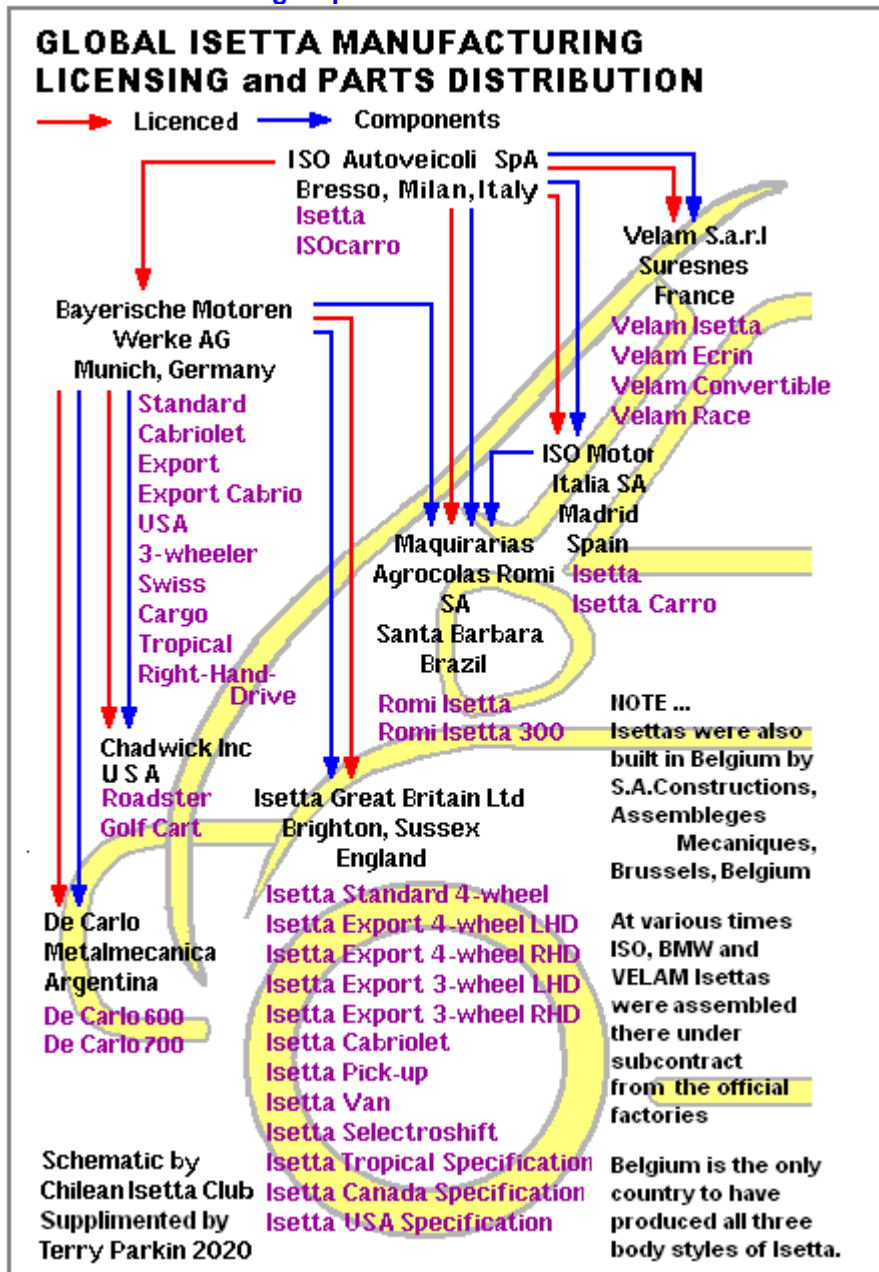 GLOBAL ISETTA MANUFACTURING
LICENSING and PARTS DISTRIBUTION
Licenced
Components
ISO Autoveicoli SpA
Bresso, Milan, Italy
Isetta
ISOcarro
Velam S.a.r.l
Suresnes
France
Velam Isetta
Velam Ecrin
Velam Convertible
Velam Race
Bayerische Motoren
Werke AG
Munich, Germany
Standard
Cabriolet
Export
Export Cabrio
USA
3-wheeler
Swiss
Cargo
Tropical
Right-Hand-
Drive
ISO Motor
Italia SA
Madrid
Spain
Isetta
Isetta Carro
Maquirarias
Agrocolas Romi
SA
Santa Barbara
Brazil
Romi Isetta
Romi Isetta 300
Chadwick Inc
U S A
Roadster
Golf Cart
Isetta Great Britain Ltd
Brighton, Sussex
England
Isetta Standard 4-wheel
Isetta Export 4-wheel LHD
Isetta Export 4-wheel RHD
Isetta Export 3-wheel LHD
Isetta Export 3-wheel RHD
Isetta Cabriolet
Isetta Pick-up
Isetta Van
Isetta Selectroshift
Isetta Tropical Specification
Isetta Canada Specification
Isetta USA Specification
De Carlo
Metalmecanica
Argentina
De Carlo 600
De Carlo 700
NOTE ...
Isettas were also
built in Belgium by
S.A.Constructions,
Assembleges
Mecaniques,
Brussels, Belgium
At various times
ISO, BMW and
VELAM Isettas
were assembled
there under
subcontract
from the official
factories
Belgium is the only
country to have
produced all three
body styles of Isetta.
Schematic by
Chilean Isetta Club
Supplimented by
Terry Parkin 2020